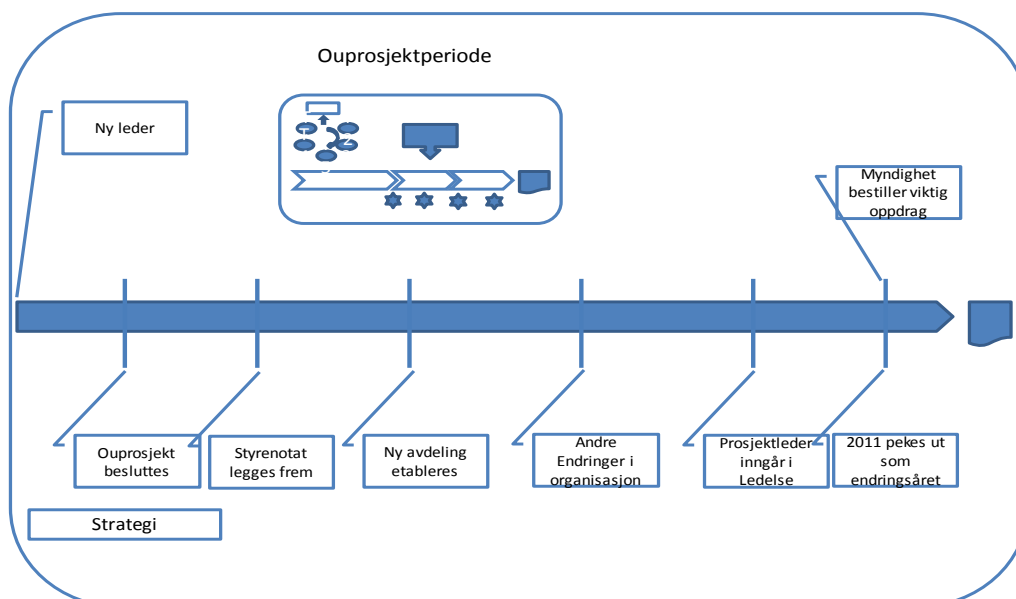 Ouprosjektperiode
Ny leder
Myndighet
bestiller viktig
oppdrag
Ouprosjekt
besluttes
Styrenotat
legges frem
Ny avdeling
etableres
Andre
Endringer i
organisasjon
Prosjektleder
inngår i
Ledelse
2011 pekes ut
som
endringsåret
Strategi